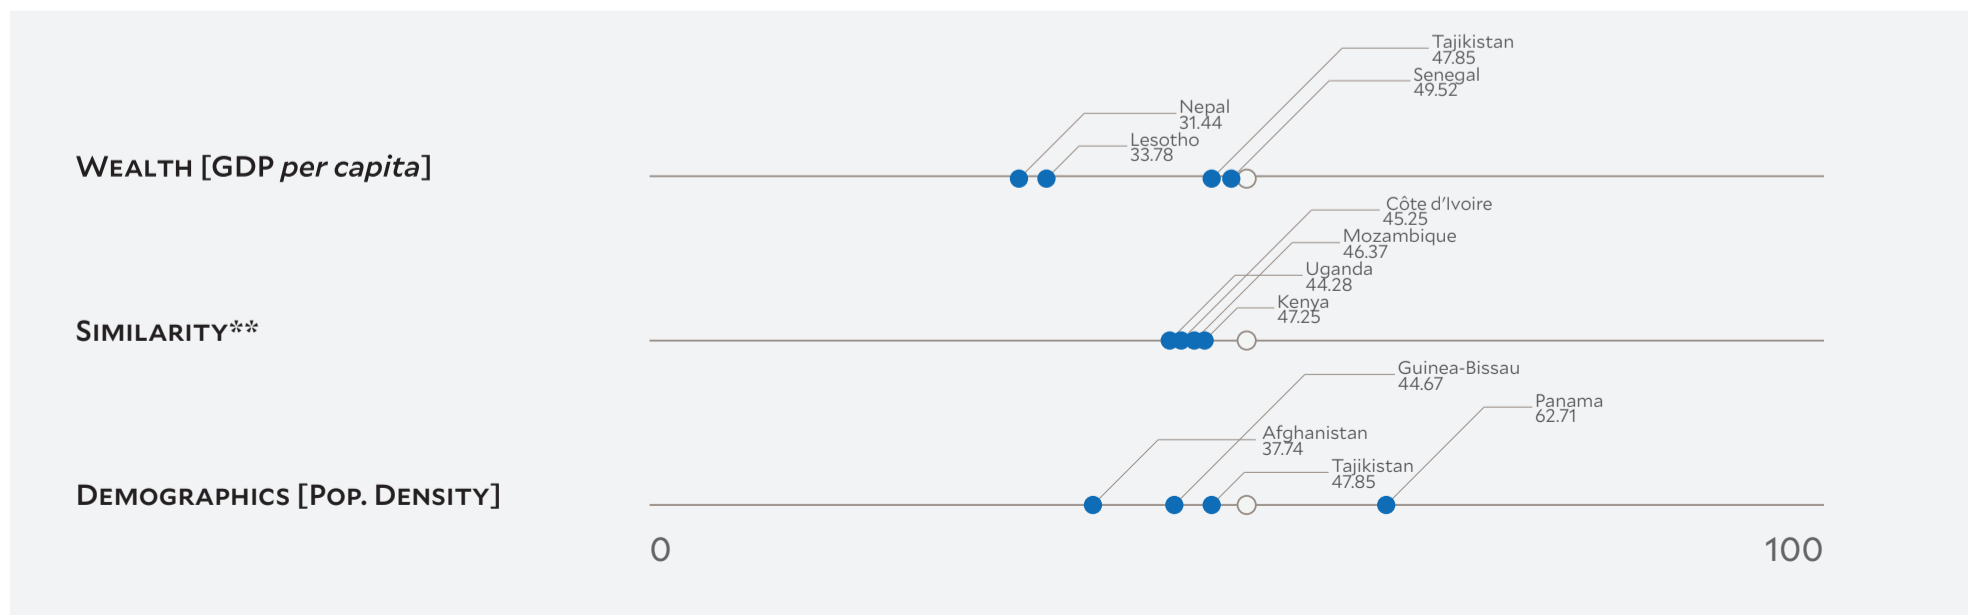 Tajikistan
47.85
Senegal
49.52
Nepal
31.44
Lesotho
33.78
WEALTH [GDP per capita]
Côte d'Ivoire
45.25
Mozambique
46.37
Uganda
44.28
Kenya
47.25
SIMILARITY**
Guinea-Bissau
44.67
Panama
62.71
Afghanistan
37.74
Tajikistan
47.85
DEMOGRAPHICS [POP. DENSITY]
0 100